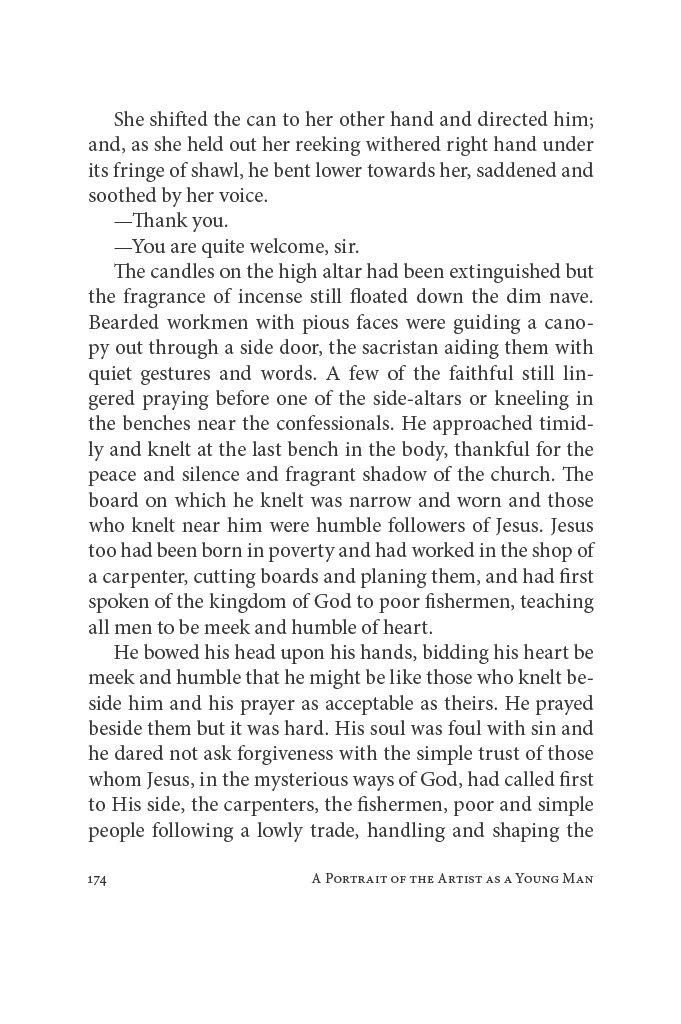 She shifted the can to her other hand and directed him;
and, as she held out her reeking withered right hand under
its fringe of shawl, he bent lower towards her, saddened and
soothed by her voice.
—Thank you.
—You are quite welcome, sir.
The candles on the high altar had been extinguished but
the fragrance of incense still floated down the dim nave.
Bearded workmen with pious faces were guiding a cano-
py out through a side door, the sacristan aiding them with
quiet gestures and words. A few of the faithful still lin-
gered praying before one of the side-altars or kneeling in
the benches near the confessionals. He approached timid-
ly and knelt at the last bench in the body, thankful for the
peace and silence and fragrant shadow of the church. The
board on which he knelt was narrow and worn and those
who knelt near him were humble followers of Jesus. Jesus
too had been born in poverty and had worked in the shop of
a carpenter, cutting boards and planing them, and had first
spoken of the kingdom of God to poor fishermen, teaching
all men to be meek and humble of heart.
He bowed his head upon his hands, bidding his heart be
meek and humble that he might be like those who knelt be-
side him and his prayer as acceptable as theirs. He prayed
beside them but it was hard. His soul was foul with sin and
he dared not ask forgiveness with the simple trust of those
whom Jesus, in the mysterious ways of God, had called first
to His side, the carpenters, the fishermen, poor and simple
people following a lowly trade, handling and shaping the
174 A Portrait of the Artist as a Young Man